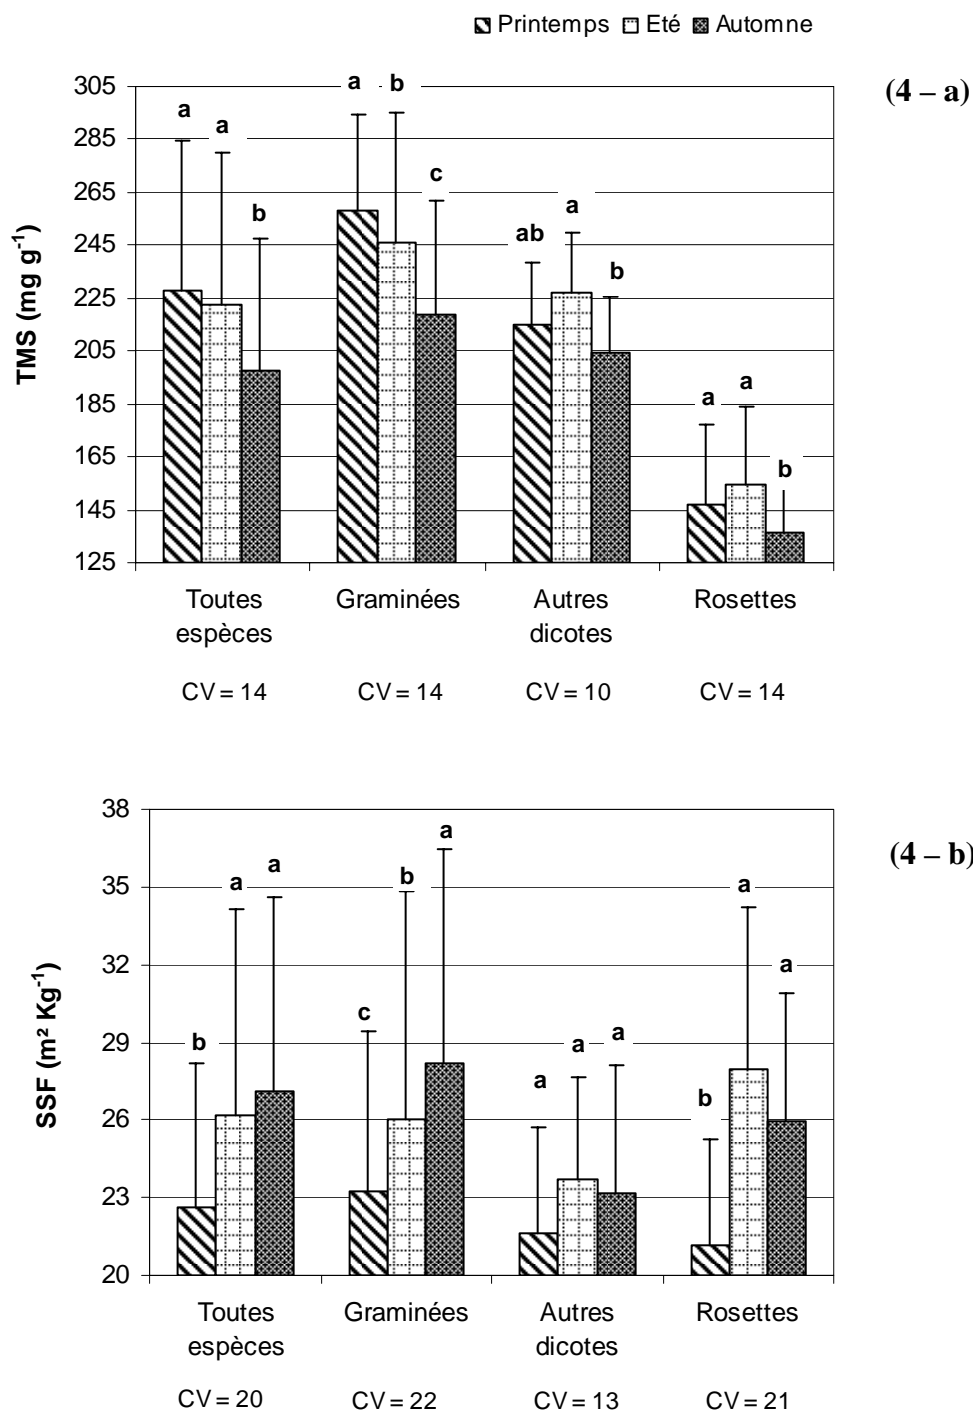 Printemps Eté Automne
(4 – a)
TMS (mg g⁻¹)
305
285
265
245
225
205
185
165
145
125
a a b
a b c
ab a b
a a b
Toutes espèces
Graminées
Autres dicotes
Rosettes
CV = 14 CV = 14 CV = 10 CV = 14
(4 – b)
SSF (m² Kg⁻¹)
38
35
32
29
26
23
20
b a a
c b a
a a a
b a a
Toutes espèces
Graminées
Autres dicotes
Rosettes
CV = 20 CV = 22 CV = 13 CV = 21